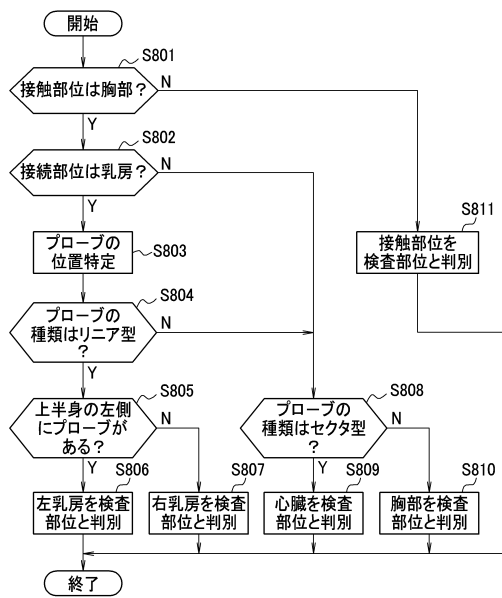 開始
S801
接触部位は胸部？
N
Y
S802
接続部位は乳房？
N
Y
プローブの
位置特定
S803
S811
接触部位を
検査部位と判別
S804
プローブの
種類はリニア型
？
N
Y
S805
上半身の左側
にプローブが
ある？
N
Y
S808
プローブの
種類はセクタ型
？
N
Y
S806
左乳房を検査
部位と判別
S807
右乳房を検査
部位と判別
S809
心臓を検査
部位と判別
S810
胸部を検査
部位と判別
終了